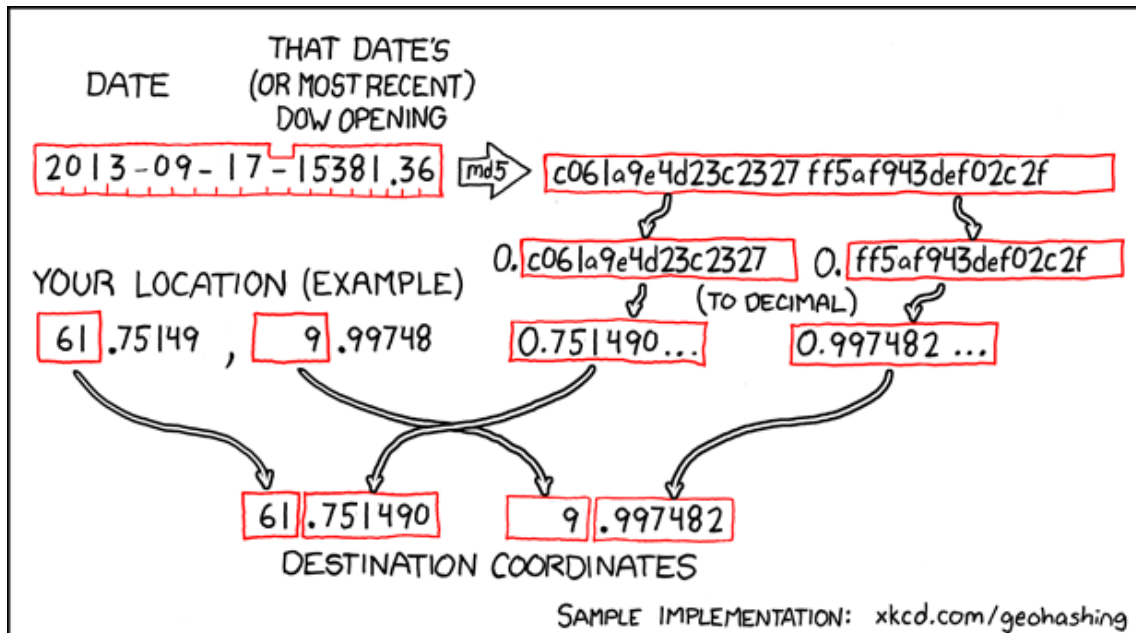 DATE
THAT DATE'S
(OR MOST RECENT)
DOW OPENING
2013-09-17-15381.36
md5
c061a9e4d23c2327ff5af943def02c2f
0.c061a9e4d23c2327
0.ff5af943def02c2f
YOUR LOCATION (EXAMPLE)
(TO DECIMAL)
61.75149, 9.99748
0.751490...
0.997482...
61.751490
9.997482
DESTINATION COORDINATES
SAMPLE IMPLEMENTATION: xkcd.com/geohashing